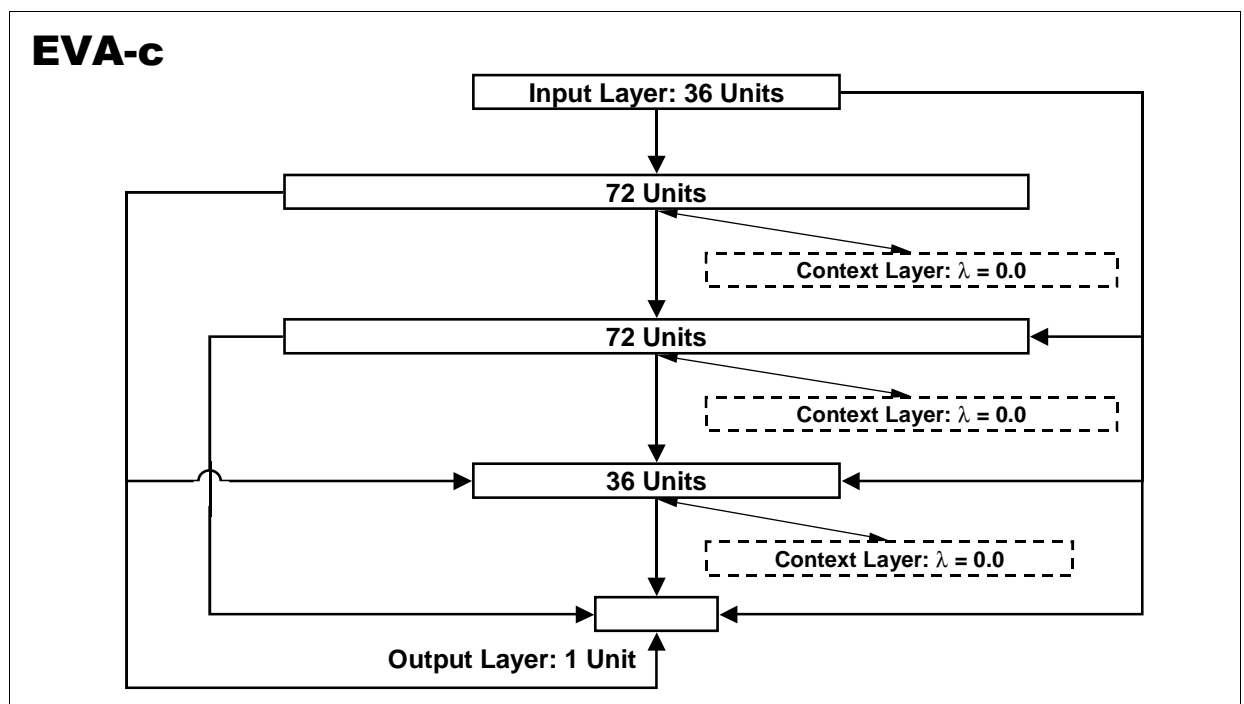 EVA-c
Input Layer: 36 Units
72 Units
Context Layer: λ = 0.0
72 Units
Context Layer: λ = 0.0
36 Units
Context Layer: λ = 0.0
Output Layer: 1 Unit